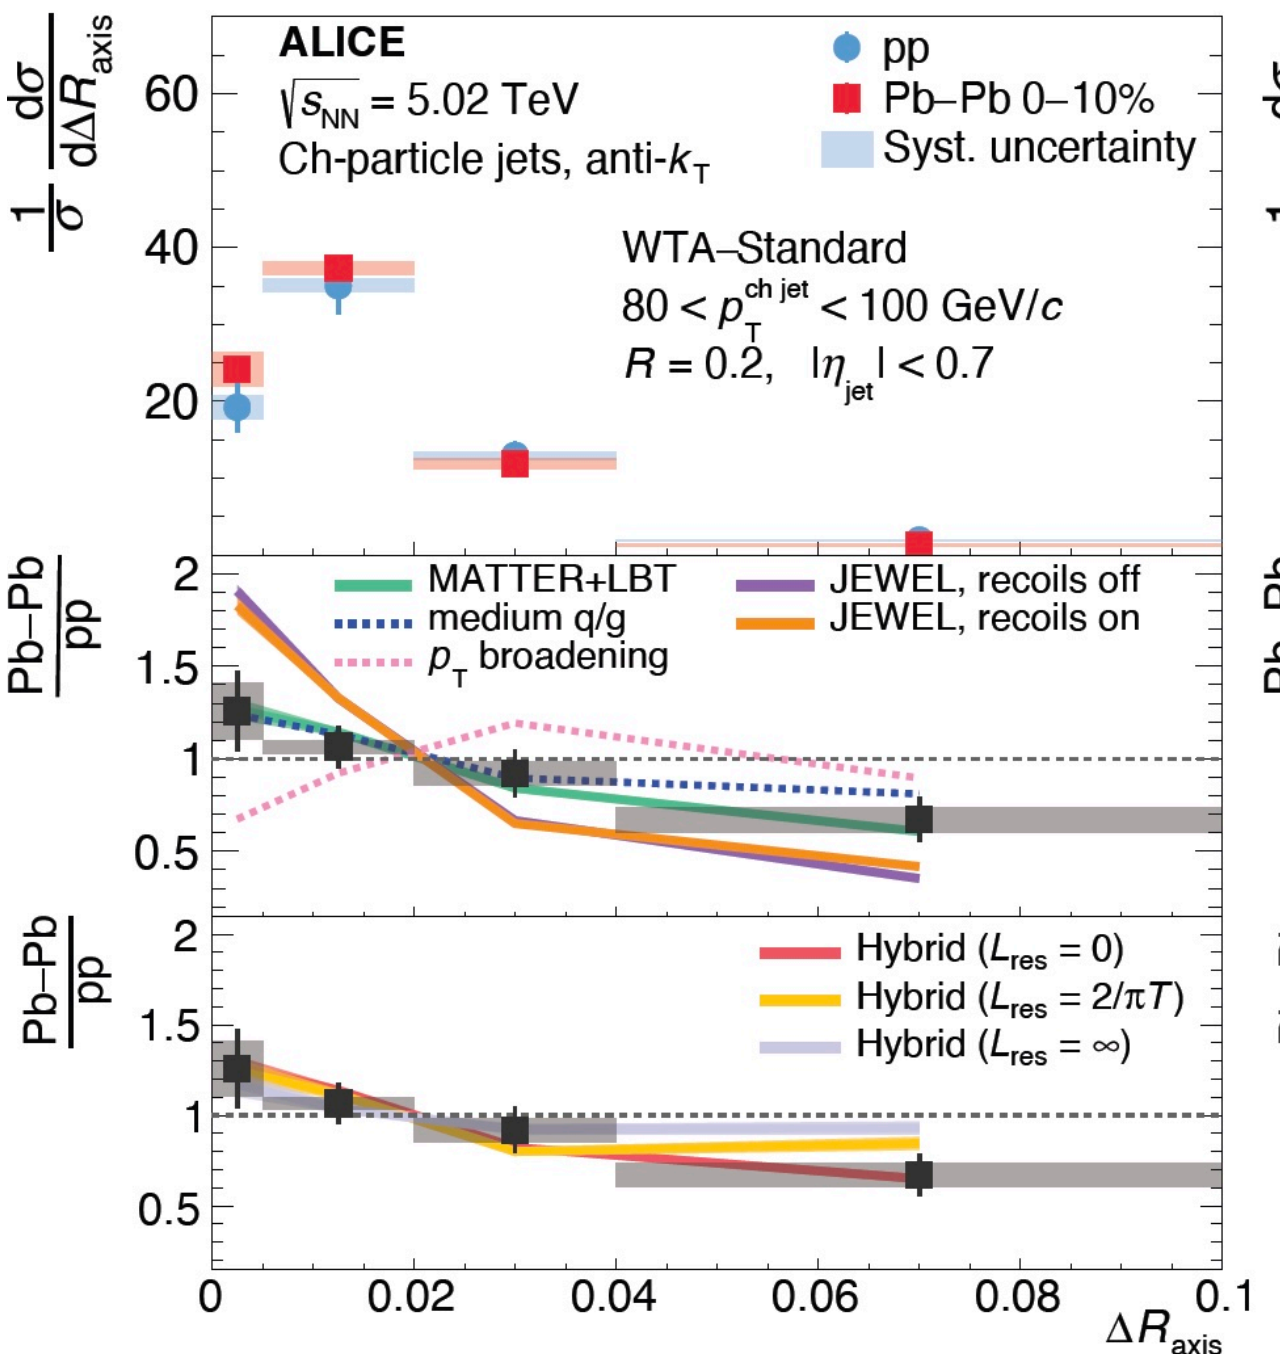 1/σ dσ/dΔR_axis
ALICE
√s_NN = 5.02 TeV
Ch-particle jets, anti-k_T
pp
Pb–Pb 0–10%
Syst. uncertainty
WTA–Standard
80 < p_T^ch jet < 100 GeV/c
R = 0.2, |η_jet| < 0.7
60
40
20
Pb–Pb
pp
MATTER+LBT
medium q/g
p_T broadening
JEWEL, recoils off
JEWEL, recoils on
2
1.5
1
0.5
Pb–Pb
pp
Hybrid (L_res = 0)
Hybrid (L_res = 2/πT)
Hybrid (L_res = ∞)
2
1.5
1
0.5
0 0.02 0.04 0.06 0.08 0.1
ΔR_axis